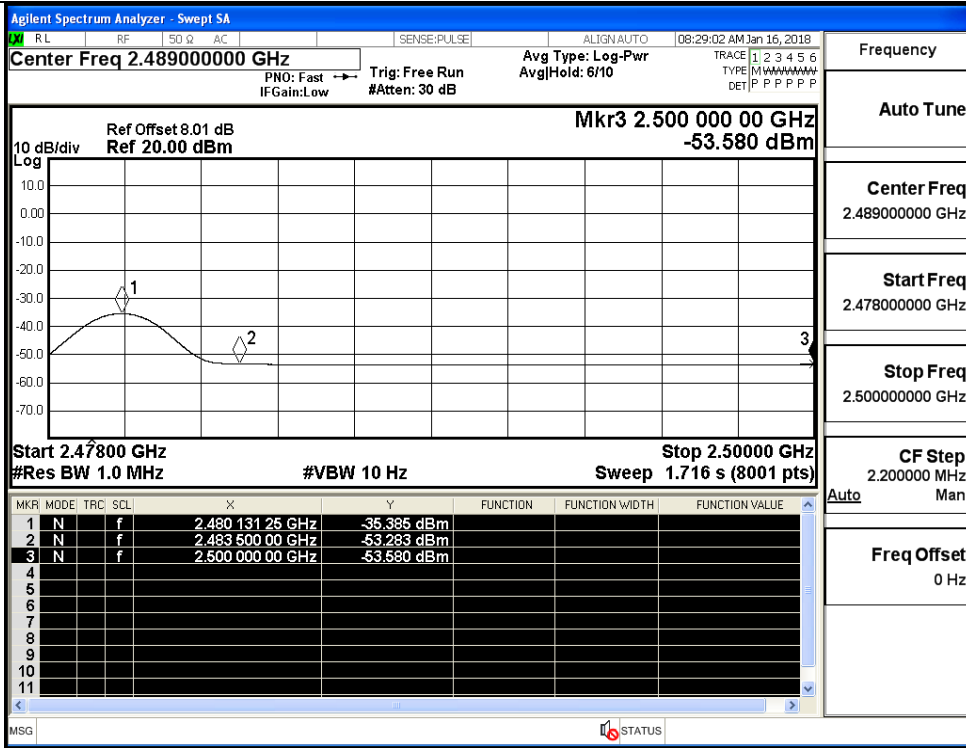 Agilent Spectrum Analyzer - Swept SA
LXI RL RF 50 Ω AC SENSE:PULSE ALIGN AUTO 08:29:02 AM Jan 16, 2018
Center Freq 2.489000000 GHz
PNO: Fast
IFGain:Low
Trig: Free Run
#Atten: 30 dB
Avg Type: Log-Pwr
Avg|Hold: 6/10
TRACE 1 2 3 4 5 6
TYPE MWWWWW
DET P P P P P P
Ref Offset 8.01 dB
10 dB/div Ref 20.00 dBm
Log
Mkr3 2.500 000 00 GHz
-53.580 dBm
10.0
0.00
-10.0
-20.0
-30.0
-40.0
-50.0
-60.0
-70.0
1
2
3
Start 2.47800 GHz Stop 2.50000 GHz
#Res BW 1.0 MHz #VBW 10 Hz Sweep 1.716 s (8001 pts)
MKR MODE TRC SCL X Y FUNCTION FUNCTION WIDTH FUNCTION VALUE
1 N f 2.480 131 25 GHz -35.385 dBm
2 N f 2.483 500 00 GHz -53.283 dBm
3 N f 2.500 000 00 GHz -53.580 dBm
4
5
6
7
8
9
10
11
MSG STATUS
Frequency
Auto Tune
Center Freq
2.489000000 GHz
Start Freq
2.478000000 GHz
Stop Freq
2.500000000 GHz
CF Step
2.200000 MHz
Auto Man
Freq Offset
0 Hz